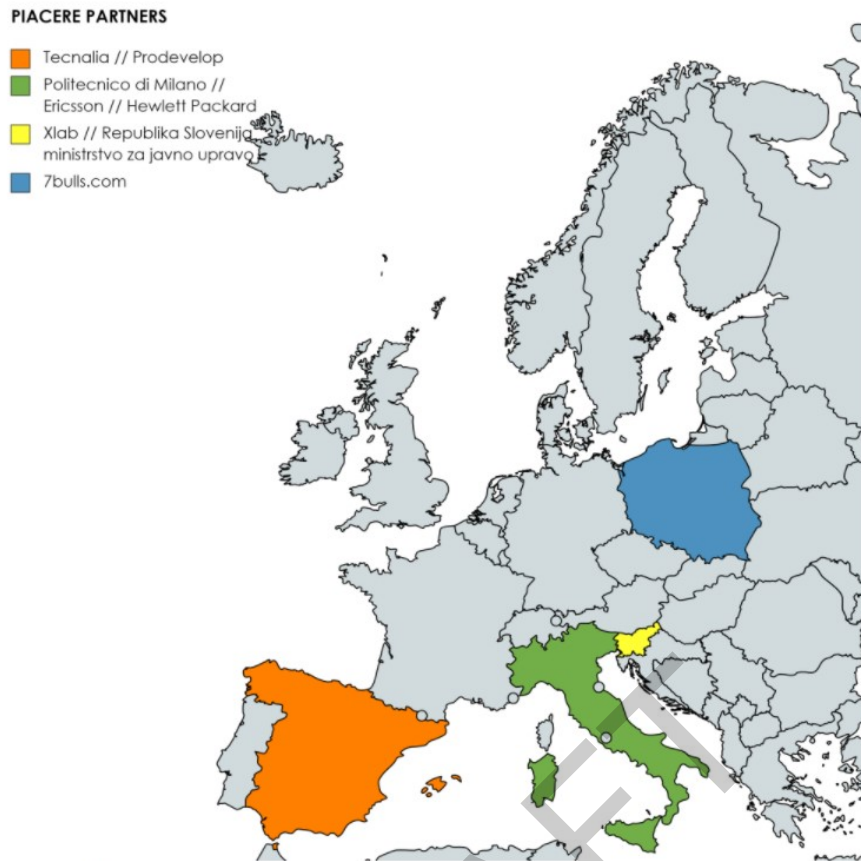 PIACERE PARTNERS
Tecnalia // Prodevelop
Politecnico di Milano //
Ericsson // Hewlett Packard
Xlab // Republika Slovenija
ministrstvo za javno upravo
7bulls.com